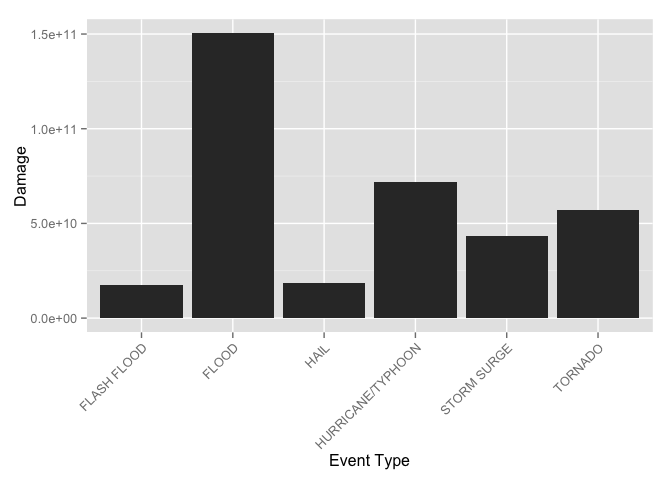 1.5e+11
1.0e+11
5.0e+10
0.0e+00
Damage
FLASH FLOOD
FLOOD
HAIL
HURRICANE/TYPHOON
STORM SURGE
TORNADO
Event Type